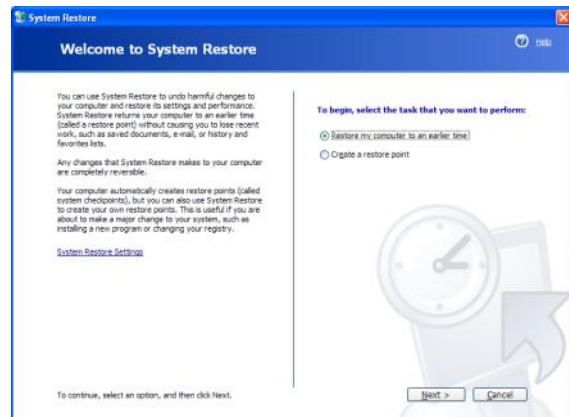 System Restore
Welcome to System Restore
Help
You can use System Restore to undo harmful changes to
your computer and restore its settings and performance.
System Restore returns your computer to an earlier time
(called a restore point) without causing you to lose recent
work, such as saved documents, e-mail, or history and
favorites lists.
Any changes that System Restore makes to your computer
are completely reversible.
Your computer automatically creates restore points (called
system checkpoints), but you can also use System Restore
to create your own restore points. This is useful if you are
about to make a major change to your system, such as
installing a new program or changing your registry.
System Restore Settings
To begin, select the task that you want to perform:
Restore my computer to an earlier time
Create a restore point
To continue, select an option, and then click Next.
Next >
Cancel